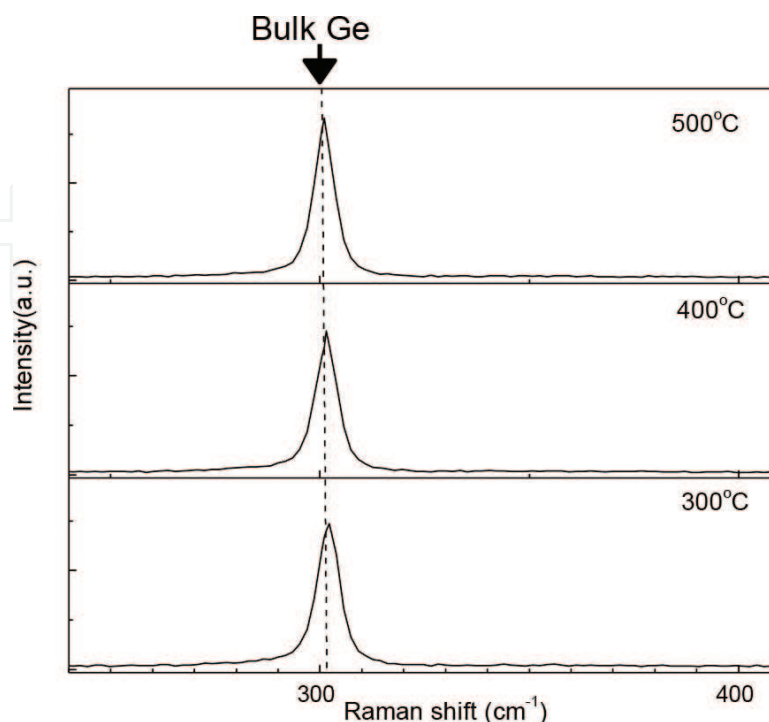 Bulk Ge
500°C
400°C
300°C
Intensity(a.u.)
300 400
Raman shift (cm⁻¹)